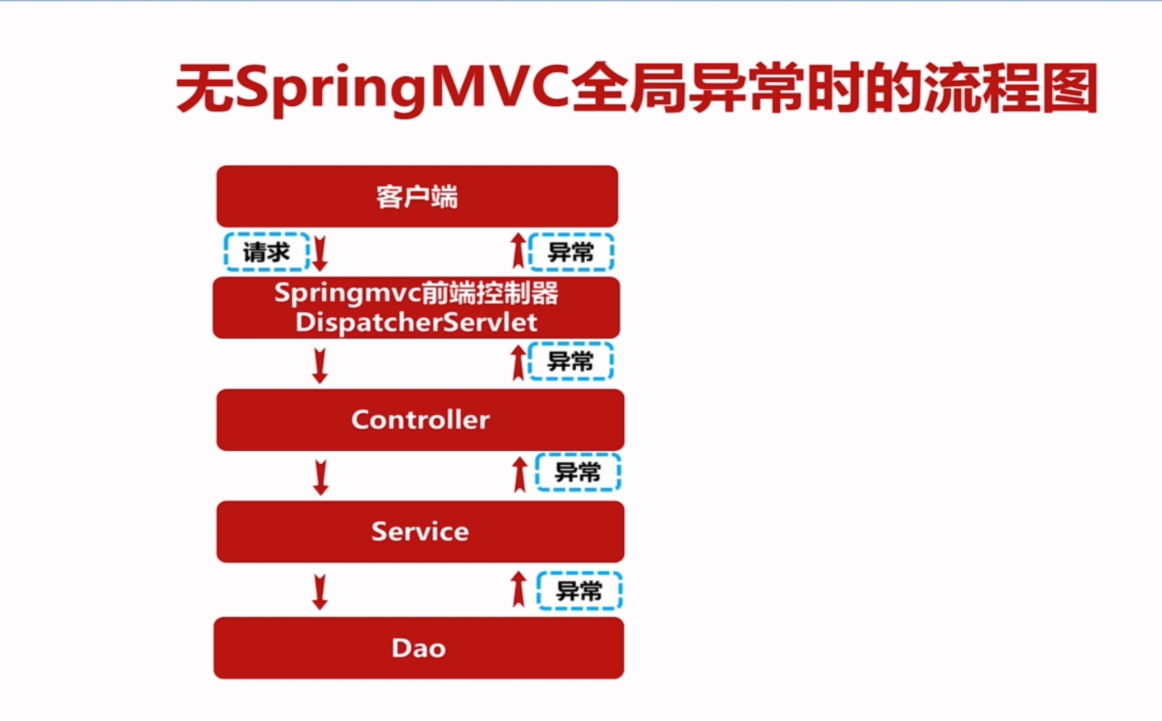 无SpringMVC全局异常时的流程图
客户端
请求
异常
Springmvc前端控制器
DispatcherServlet
异常
Controller
异常
Service
异常
Dao